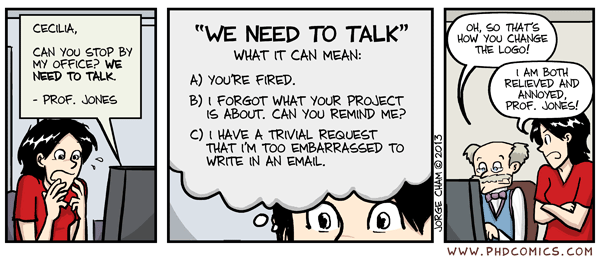 CECILIA,
CAN YOU STOP BY
MY OFFICE? WE
NEED TO TALK.
- PROF. JONES
"WE NEED TO TALK"
WHAT IT CAN MEAN:
A) YOU'RE FIRED.
B) I FORGOT WHAT YOUR PROJECT
IS ABOUT. CAN YOU REMIND ME?
C) I HAVE A TRIVIAL REQUEST
THAT I'M TOO EMBARRASSED TO
WRITE IN AN EMAIL.
JORGE CHAM © 2013
OH, SO THAT'S
HOW YOU CHANGE
THE LOGO!
I AM BOTH
RELIEVED AND
ANNOYED,
PROF. JONES!
WWW.PHDCOMICS.COM